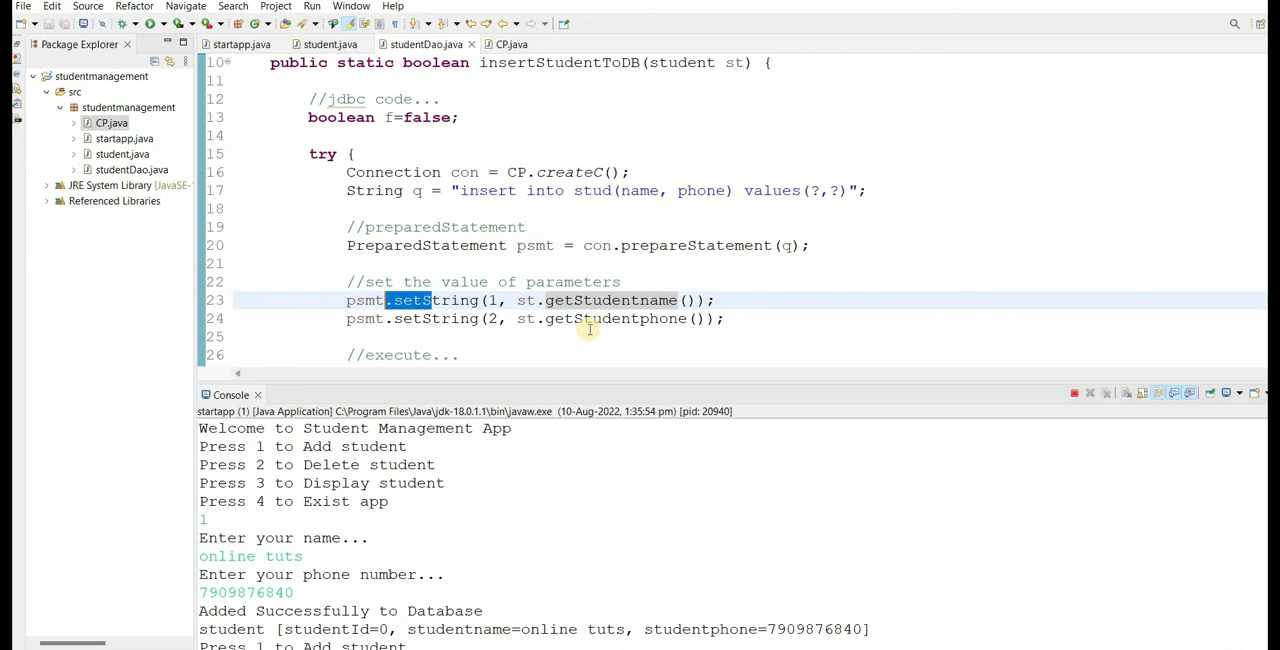 File Edit Source Refactor Navigate Search Project Run Window Help
Package Explorer
startapp.java student.java studentDao.java CP.java
studentmanagement
src
studentmanagement
CP.java
startapp.java
student.java
studentDao.java
JRE System Library [JavaSE-
Referenced Libraries
10 public static boolean insertStudentToDB(student st) {
11
12 //jdbc code...
13 boolean f=false;
14
15 try {
16 Connection con = CP.createC();
17 String q = "insert into stud(name, phone) values(?,?)";
18
19 //preparedStatement
20 PreparedStatement psmt = con.prepareStatement(q);
21
22 //set the value of parameters
23 psmt.setString(1, st.getStudentname());
24 psmt.setString(2, st.getStudentphone());
25
26 //execute...
Console
startapp (1) [Java Application] C:\Program Files\Java\jdk-18.0.1.1\bin\javaw.exe (10-Aug-2022, 1:35:54 pm) [pid: 20940]
Welcome to Student Management App
Press 1 to Add student
Press 2 to Delete student
Press 3 to Display student
Press 4 to Exist app
1
Enter your name...
online tuts
Enter your phone number...
7909876840
Added Successfully to Database
student [studentId=0, studentname=online tuts, studentphone=7909876840]
Press 1 to Add student